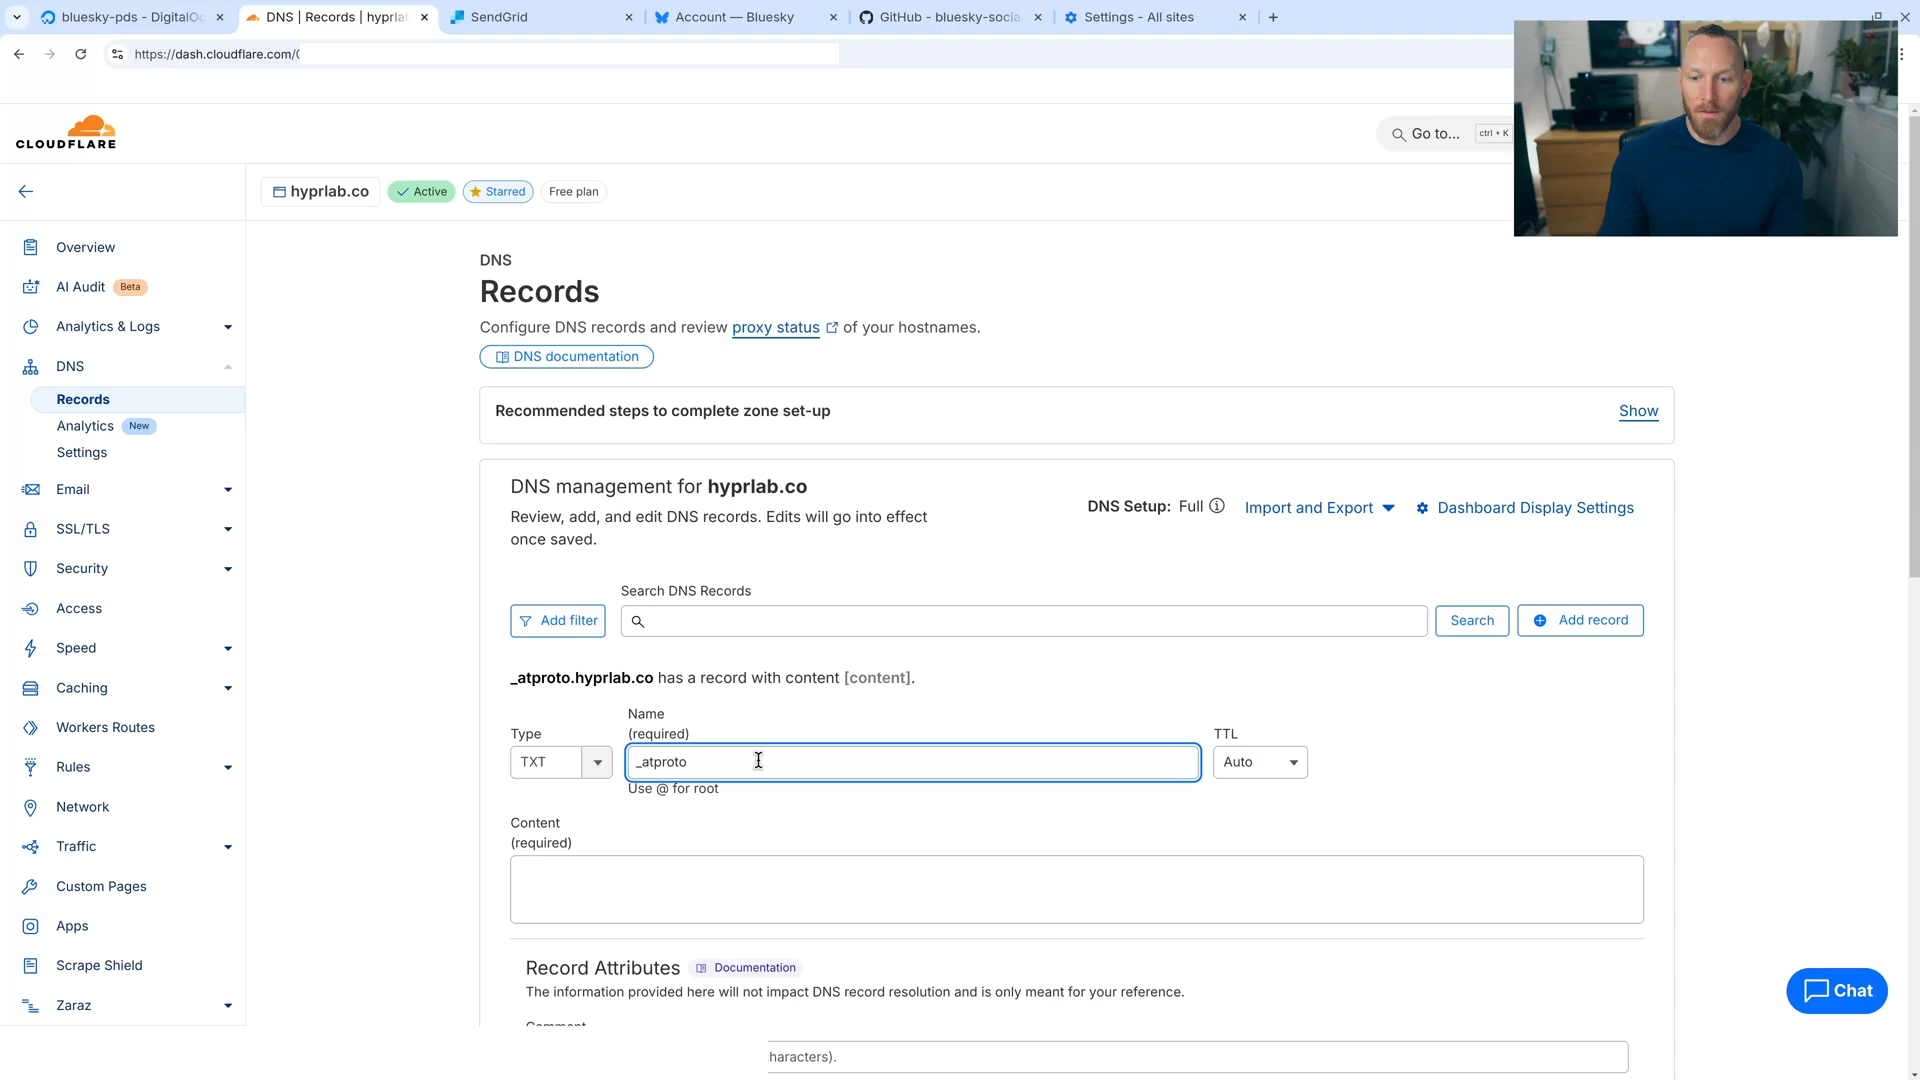 bluesky-pds - DigitalOc
DNS | Records | hyprlab
SendGrid
Account — Bluesky
GitHub - bluesky-socia
Settings - All sites
https://dash.cloudflare.com/
CLOUDFLARE
Go to...
ctrl + K
hyprlab.co
Active
Starred
Free plan
Overview
AI Audit Beta
Analytics & Logs
DNS
Records
Analytics New
Settings
Email
SSL/TLS
Security
Access
Speed
Caching
Workers Routes
Rules
Network
Traffic
Custom Pages
Apps
Scrape Shield
Zaraz
DNS
Records
Configure DNS records and review proxy status of your hostnames.
DNS documentation
Recommended steps to complete zone set-up
Show
DNS management for hyprlab.co
Review, add, and edit DNS records. Edits will go into effect
once saved.
DNS Setup: Full
Import and Export
Dashboard Display Settings
Search DNS Records
Add filter
Search
Add record
_atproto.hyprlab.co has a record with content [content].
Type
TXT
Name
(required)
_atproto
Use @ for root
TTL
Auto
Content
(required)
Record Attributes
Documentation
The information provided here will not impact DNS record resolution and is only meant for your reference.
Comment
haracters).
Chat